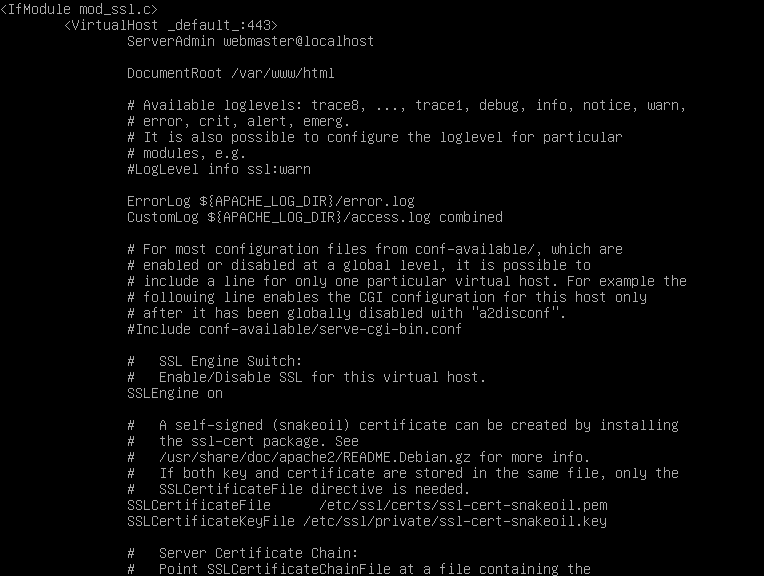 <IfModule mod_ssl.c>
<VirtualHost _default_:443>
ServerAdmin webmaster@localhost
DocumentRoot /var/www/html
# Available loglevels: trace8, ..., trace1, debug, info, notice, warn,
# error, crit, alert, emerg.
# It is also possible to configure the loglevel for particular
# modules, e.g.
#LogLevel info ssl:warn
ErrorLog ${APACHE_LOG_DIR}/error.log
CustomLog ${APACHE_LOG_DIR}/access.log combined
# For most configuration files from conf-available/, which are
# enabled or disabled at a global level, it is possible to
# include a line for only one particular virtual host. For example the
# following line enables the CGI configuration for this host only
# after it has been globally disabled with "a2disconf".
#Include conf-available/serve-cgi-bin.conf
#   SSL Engine Switch:
#   Enable/Disable SSL for this virtual host.
SSLEngine on
#   A self-signed (snakeoil) certificate can be created by installing
#   the ssl-cert package. See
#   /usr/share/doc/apache2/README.Debian.gz for more info.
#   If both key and certificate are stored in the same file, only the
#   SSLCertificateFile directive is needed.
SSLCertificateFile      /etc/ssl/certs/ssl-cert-snakeoil.pem
SSLCertificateKeyFile /etc/ssl/private/ssl-cert-snakeoil.key
#   Server Certificate Chain:
#   Point SSLCertificateChainFile at a file containing the